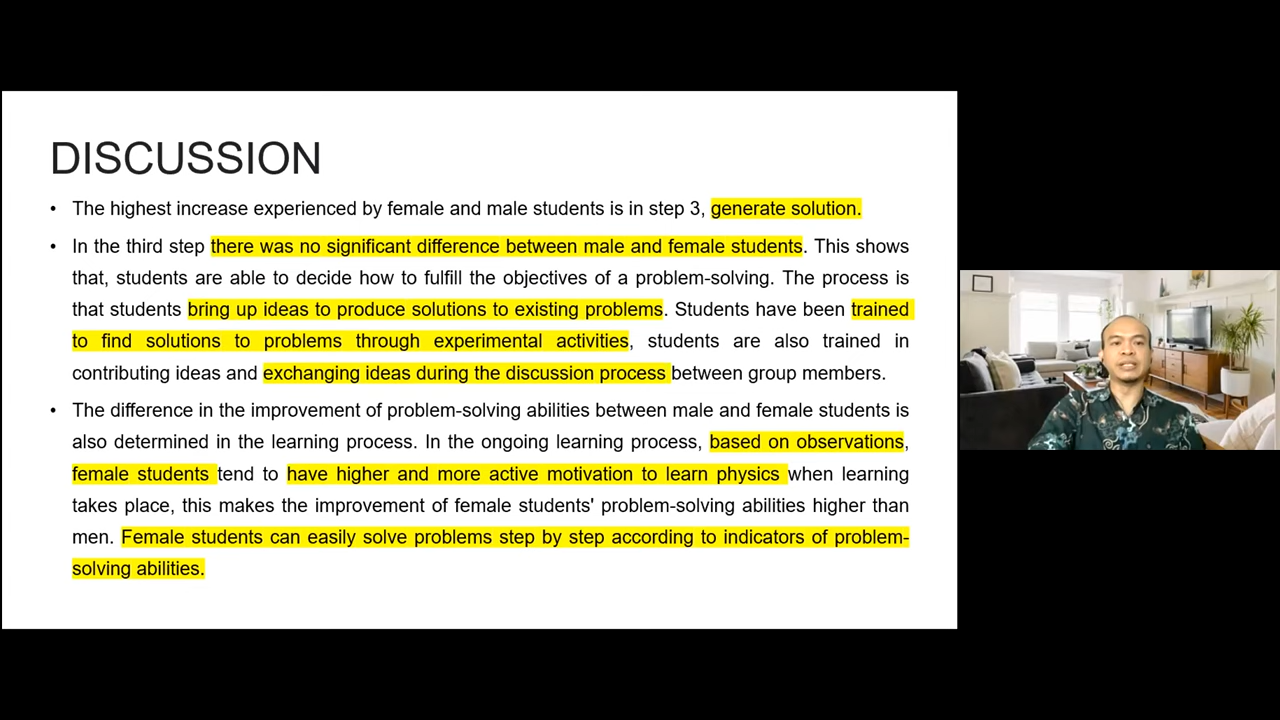 DISCUSSION
• The highest increase experienced by female and male students is in step 3, generate solution.
• In the third step there was no significant difference between male and female students. This shows
that, students are able to decide how to fulfill the objectives of a problem-solving. The process is
that students bring up ideas to produce solutions to existing problems. Students have been trained
to find solutions to problems through experimental activities, students are also trained in
contributing ideas and exchanging ideas during the discussion process between group members.
• The difference in the improvement of problem-solving abilities between male and female students is
also determined in the learning process. In the ongoing learning process, based on observations,
female students tend to have higher and more active motivation to learn physics when learning
takes place, this makes the improvement of female students' problem-solving abilities higher than
men. Female students can easily solve problems step by step according to indicators of problem-
solving abilities.